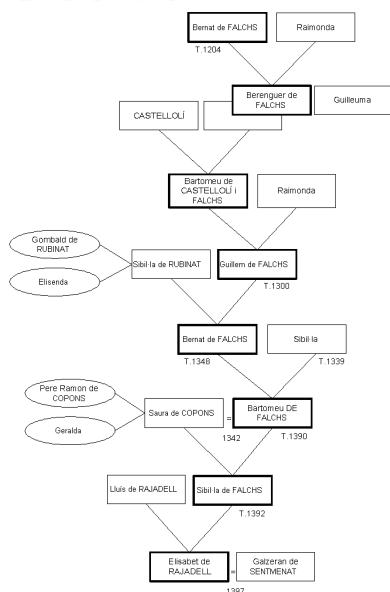 Bernat de FALCHS
Raimonda
T.1204
Berenguer de
FALCHS
Guilleuma
CASTELLOLÍ
Bartomeu de
CASTELLOLÍ i
FALCHS
Raimonda
Gombald de
RUBINAT
Elisenda
Sibil·la de RUBINAT
Guillem de FALCHS
T.1300
Bernat de FALCHS
Sibil·la
T.1348
T.1339
Pere Ramon de
COPONS
Geralda
Saura de COPONS
=
Bartomeu DE
FALCHS
1342
T.1390
Lluís de RAJADELL
Sibil·la de FALCHS
T.1392
Elisabet de
RAJADELL
=
Galzeran de
SENTMENAT
1397